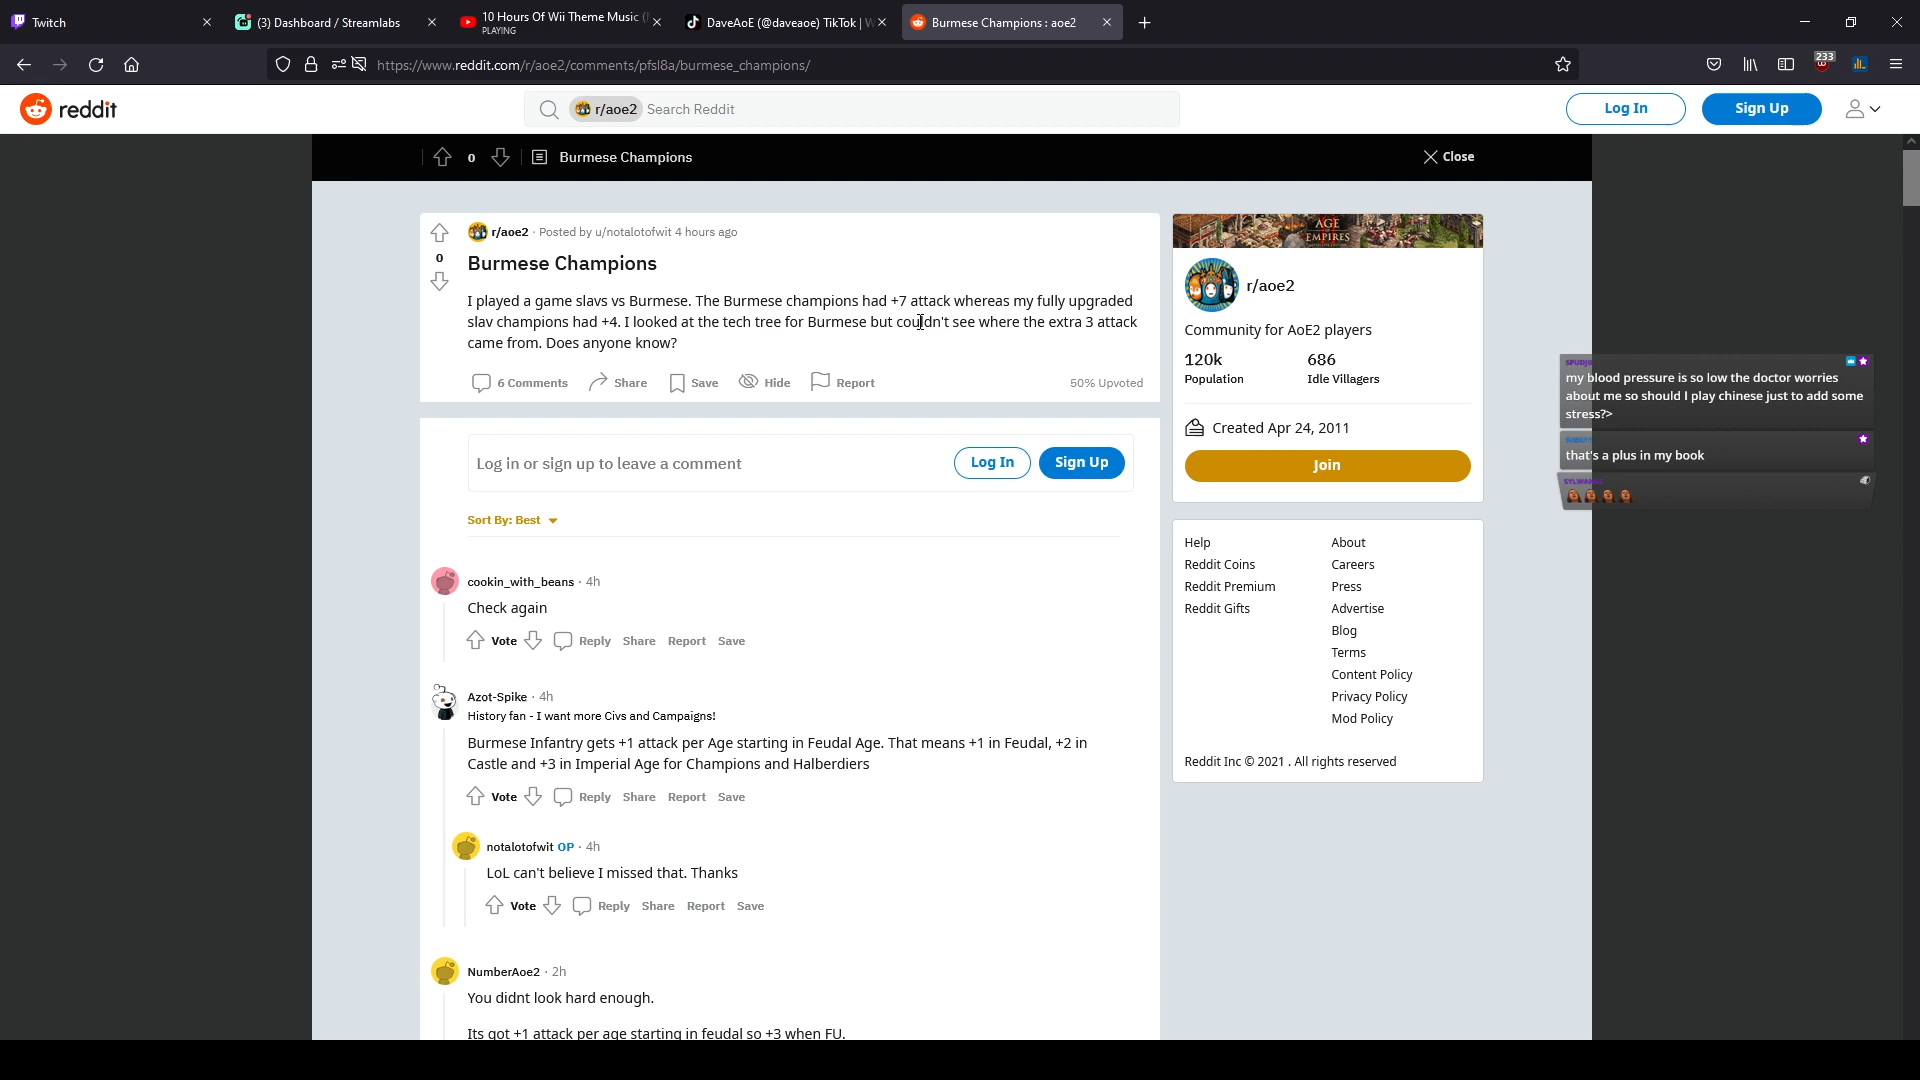 Twitch
(3) Dashboard / Streamlabs
10 Hours Of Wii Theme Music (
PLAYING
DaveAoE (@daveaoe) TikTok | W
Burmese Champions : aoe2
https://www.reddit.com/r/aoe2/comments/pfsl8a/burmese_champions/
233
reddit
r/aoe2 Search Reddit
Log In
Sign Up
0
Burmese Champions
Close
r/aoe2 · Posted by u/notalotofwit 4 hours ago
0
Burmese Champions
I played a game slavs vs Burmese. The Burmese champions had +7 attack whereas my fully upgraded
slav champions had +4. I looked at the tech tree for Burmese but couldn't see where the extra 3 attack
came from. Does anyone know?
6 Comments
Share
Save
Hide
Report
50% Upvoted
Log in or sign up to leave a comment
Log In
Sign Up
Sort By: Best
cookin_with_beans · 4h
Check again
Vote
Reply
Share
Report
Save
Azot-Spike · 4h
History fan - I want more Civs and Campaigns!
Burmese Infantry gets +1 attack per Age starting in Feudal Age. That means +1 in Feudal, +2 in
Castle and +3 in Imperial Age for Champions and Halberdiers
Vote
Reply
Share
Report
Save
notalotofwit OP · 4h
LoL can't believe I missed that. Thanks
Vote
Reply
Share
Report
Save
NumberAoe2 · 2h
You didnt look hard enough.
Its got +1 attack per age starting in feudal so +3 when FU.
AGE
OF
EMPIRES
r/aoe2
Community for AoE2 players
120k
Population
686
Idle Villagers
Created Apr 24, 2011
Join
Help
Reddit Coins
Reddit Premium
Reddit Gifts
About
Careers
Press
Advertise
Blog
Terms
Content Policy
Privacy Policy
Mod Policy
Reddit Inc © 2021 . All rights reserved
my blood pressure is so low the doctor worries
about me so should I play chinese just to add some
stress?>
that's a plus in my book